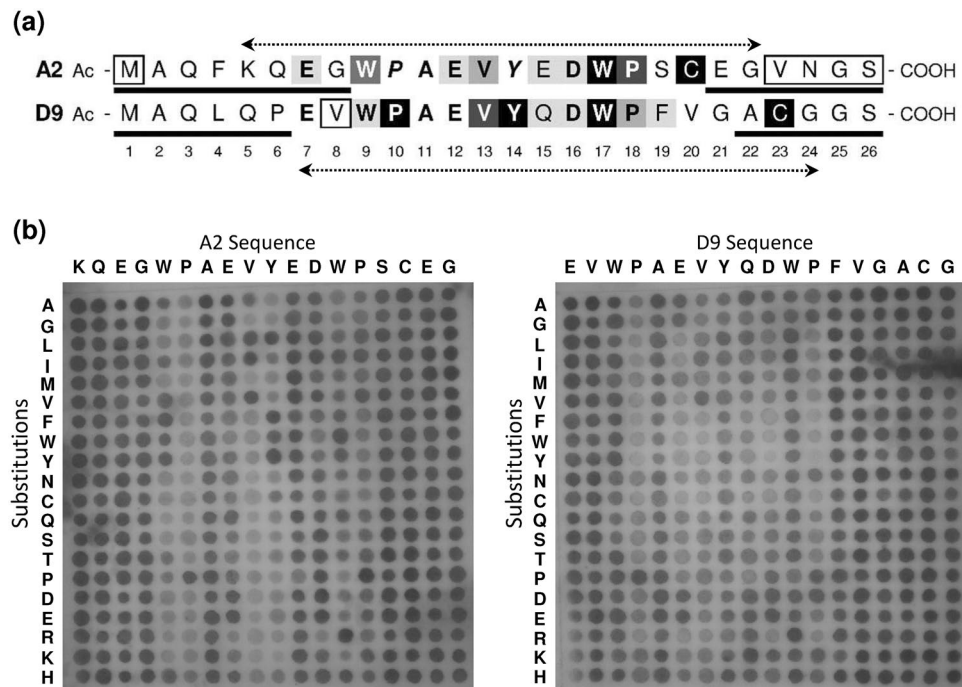 (a)
A2 Ac - M A Q F K Q E G W P A E V Y E D W P S C E G V N G S - COOH
D9 Ac - M A Q L Q P E V W P A E V Y Q D W P F V G A C G G S - COOH
1 2 3 4 5 6 7 8 9 10 11 12 13 14 15 16 17 18 19 20 21 22 23 24 25 26
(b)
A2 Sequence
K Q E G W P A E V Y E D W P S C E G
Substitutions
A
G
L
I
M
V
F
W
Y
N
C
Q
S
T
P
D
E
R
K
H
D9 Sequence
E V W P A E V Y Q D W P F V G A C G
Substitutions
A
G
L
I
M
V
F
W
Y
N
C
Q
S
T
P
D
E
R
K
H